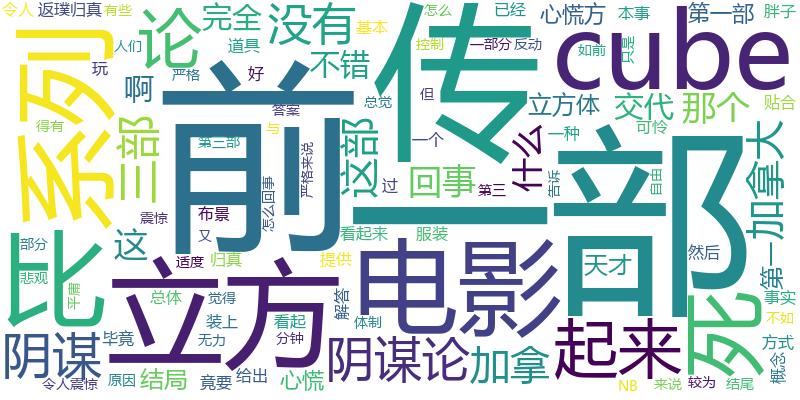 令人 返璞归真 有些
人们 玩
论 完全 没有
道具
严格 好
啊 不错
系列
前
传
一部
cube
心慌方 本事 第一部 胖子
已经
怎么
基本
控制 一部分 反动 如前 只是
立方体 交代 那个 贴合
答案
总觉 但
与
得有 三部 第三部 严格来说
这部 一个 什么 一种 可怜
回事 告诉 自由
过 第三
加拿大
震惊 布景 怎么回事
又
这 看起来 服装
比
部分 适度 归真 提供
悲观
平庸
立方
电影
天才 然后 第一
总体 觉得 解答
装上 看起 体制
死 事实
不如
阴谋 毕竟 无力 分钟
阴谋论 加拿 起来
方式
概念
令人震惊 原因 结局 竟要 给出 心慌
NB 来说 较为 结尾